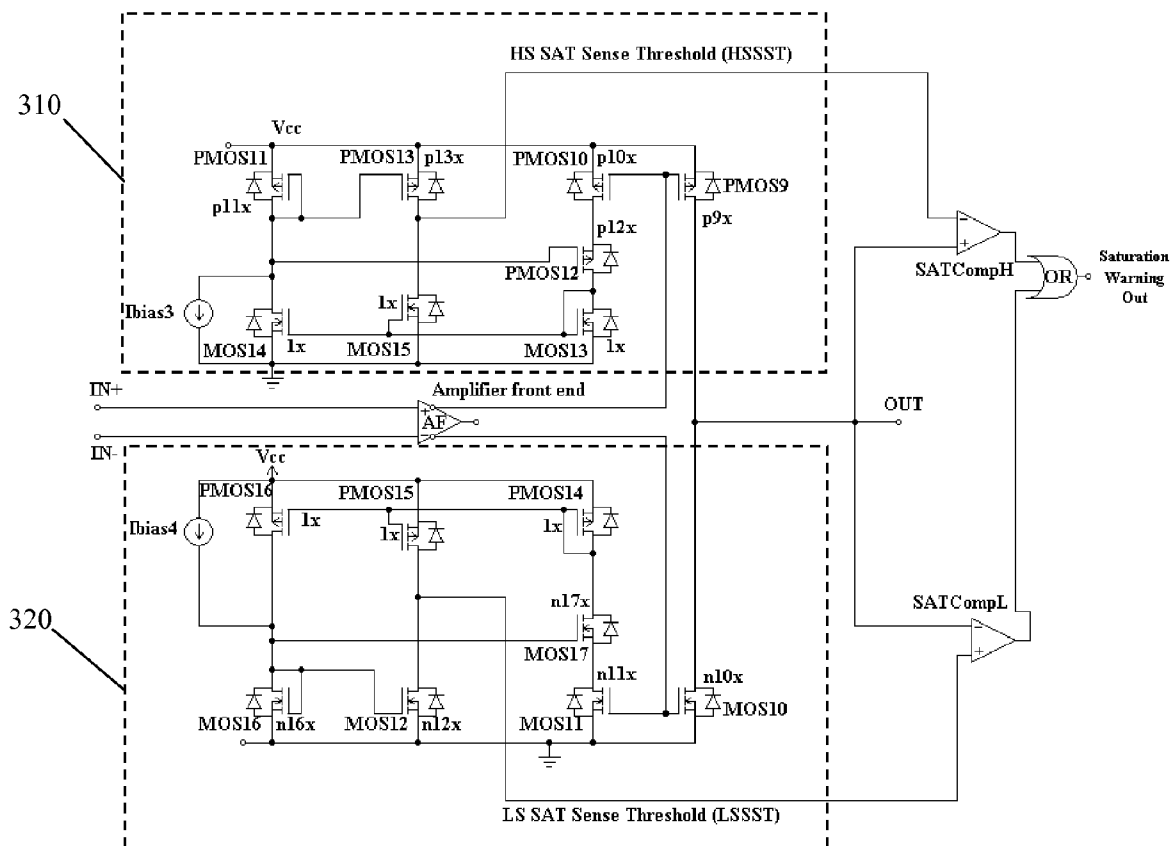 HS SAT Sense Threshold (HSSST)
310
Vcc
PMOS11
PMOS13
p13x
PMOS10
p10x
PMOS9
p11x
p12x
p9x
PMOS12
SATCompH
-
+
OR
Saturation
Warning
Out
Ibias3
1x
MOS14
1x
MOS15
MOS13
1x
IN+
Amplifier front end
+
AF
-
OUT
IN-
Vcc
PMOS16
PMOS15
PMOS14
Ibias4
1x
1x
1x
320
n17x
SATCompL
-
+
MOS17
n11x
n10x
MOS16
n16x
MOS12
n12x
MOS11
MOS10
LS SAT Sense Threshold (LSSST)